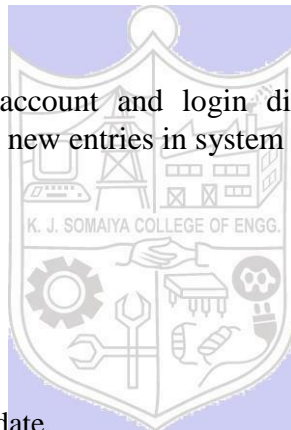 account and login di
new entries in system
K. J. SOMAIYA COLLEGE OF ENGG.
date